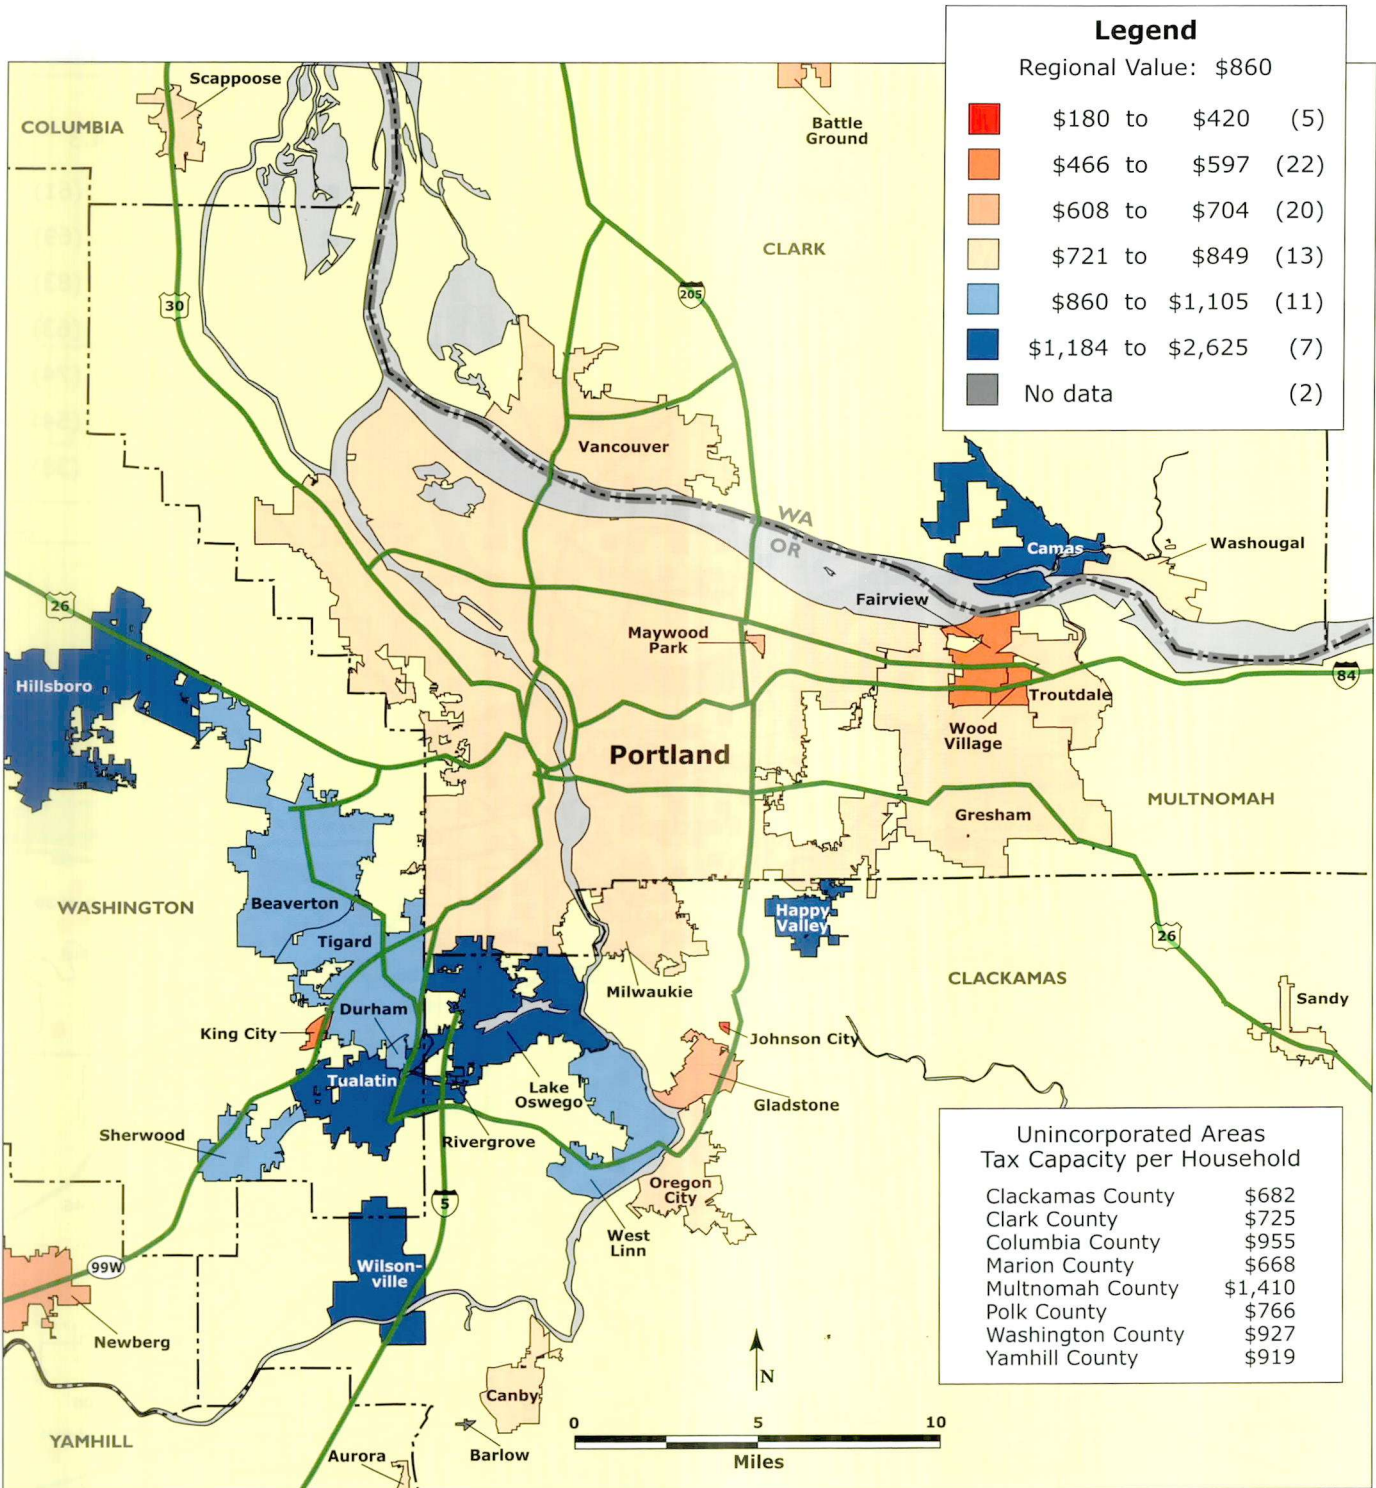 Legend
Regional Value: $860
$180 to $420 (5)
$466 to $597 (22)
$608 to $704 (20)
$721 to $849 (13)
$860 to $1,105 (11)
$1,184 to $2,625 (7)
No data (2)
Scappoose
COLUMBIA
Battle
Ground
CLARK
205
30
Vancouver
WA
OR
Camas
Washougal
26
Fairview
Maywood
Park
Hillsboro
84
Troutdale
Wood
Village
Portland
MULTNOMAH
Gresham
WASHINGTON
Beaverton
Happy
Valley
Tigard
26
CLACKAMAS
Milwaukie
Sandy
Durham
King City
Johnson City
Tualatin
Lake
Oswego
Gladstone
Sherwood
Rivergrove
Oregon
City
5
West
Linn
99W
Wilson-
ville
Newberg
Canby
YAMHILL
Aurora
Barlow
N
0 5 10
Miles
Unincorporated Areas
Tax Capacity per Household
Clackamas County $682
Clark County $725
Columbia County $955
Marion County $668
Multnomah County $1,410
Polk County $766
Washington County $927
Yamhill County $919